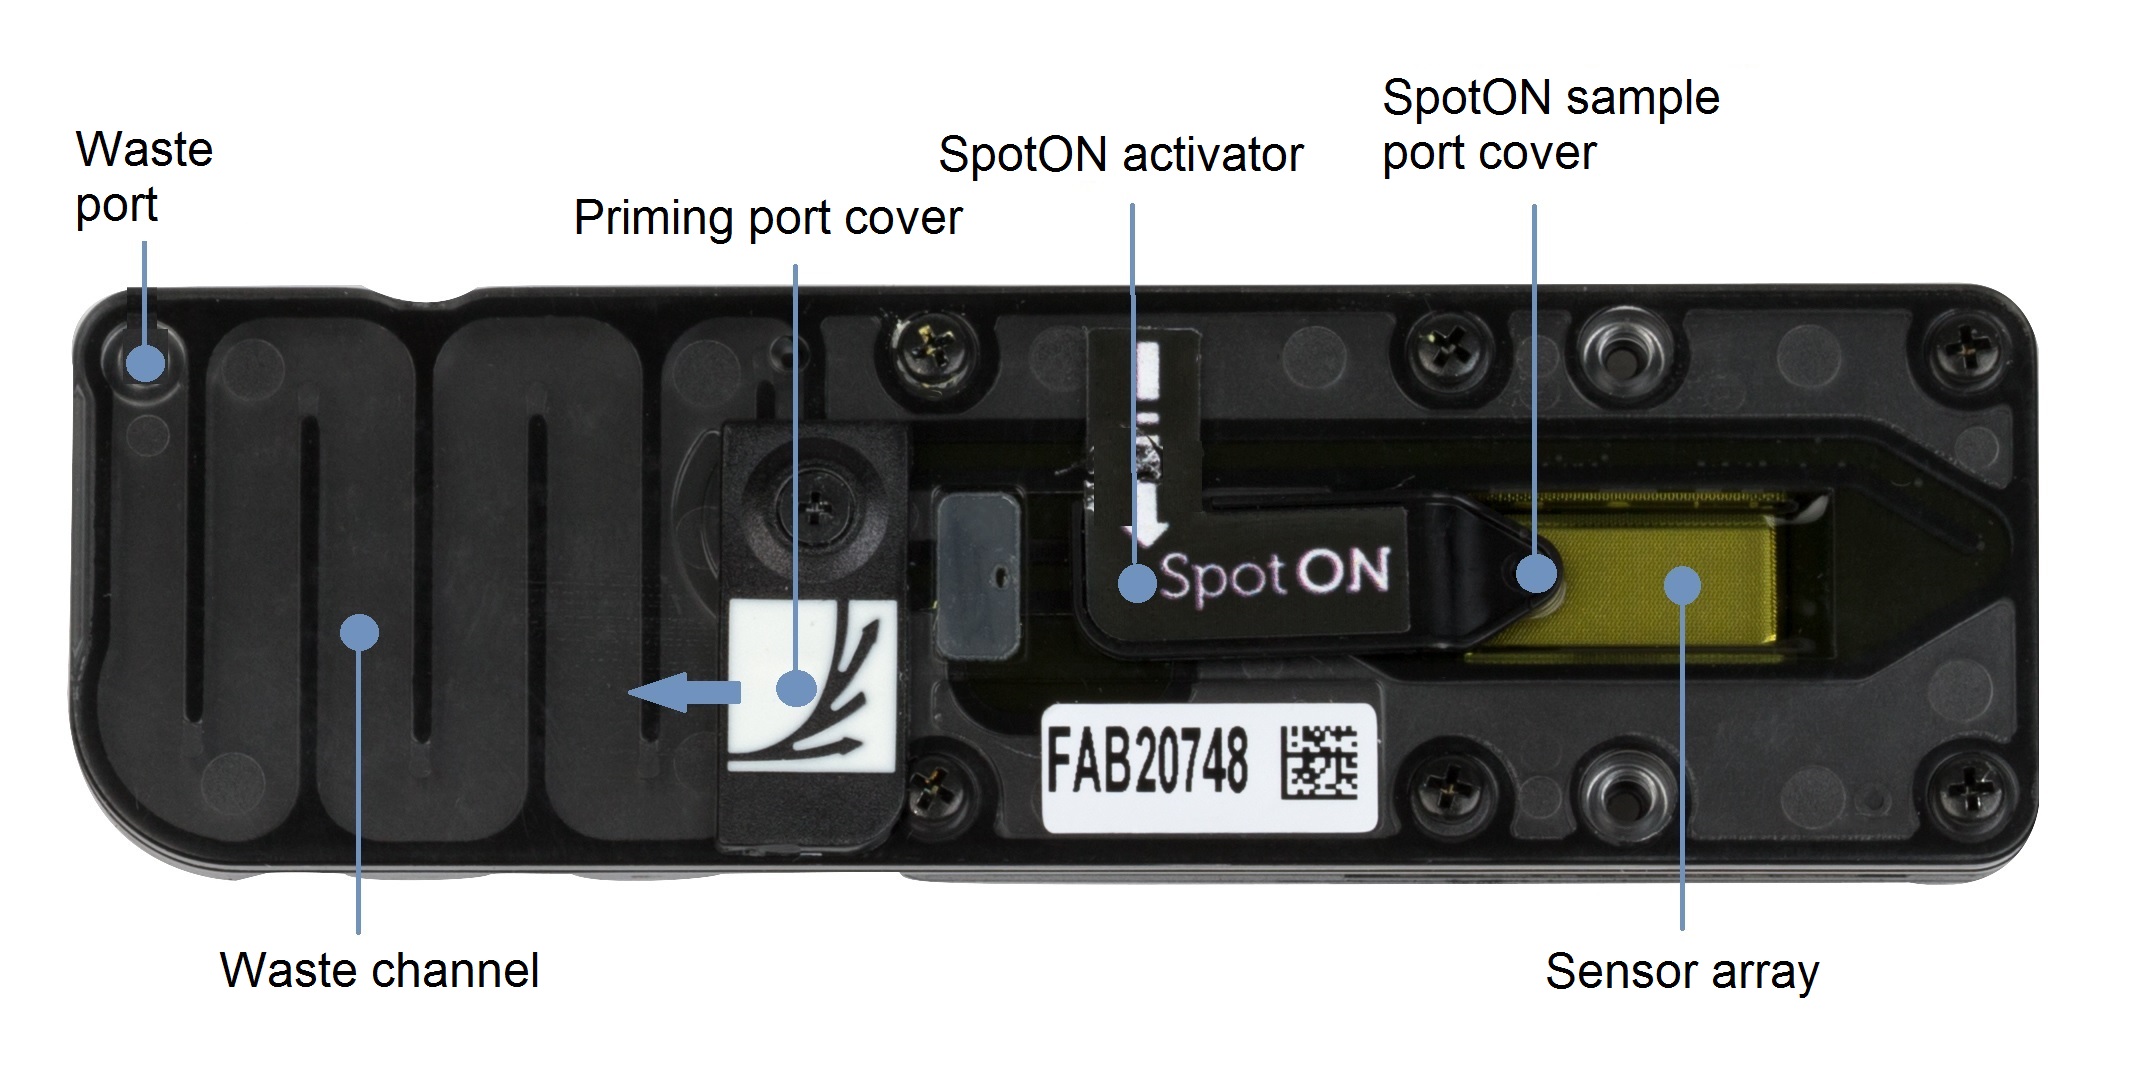 SpotON sample
port cover
Waste
port
SpotON activator
Priming port cover
Spot ON
FAB20748
Waste channel
Sensor array